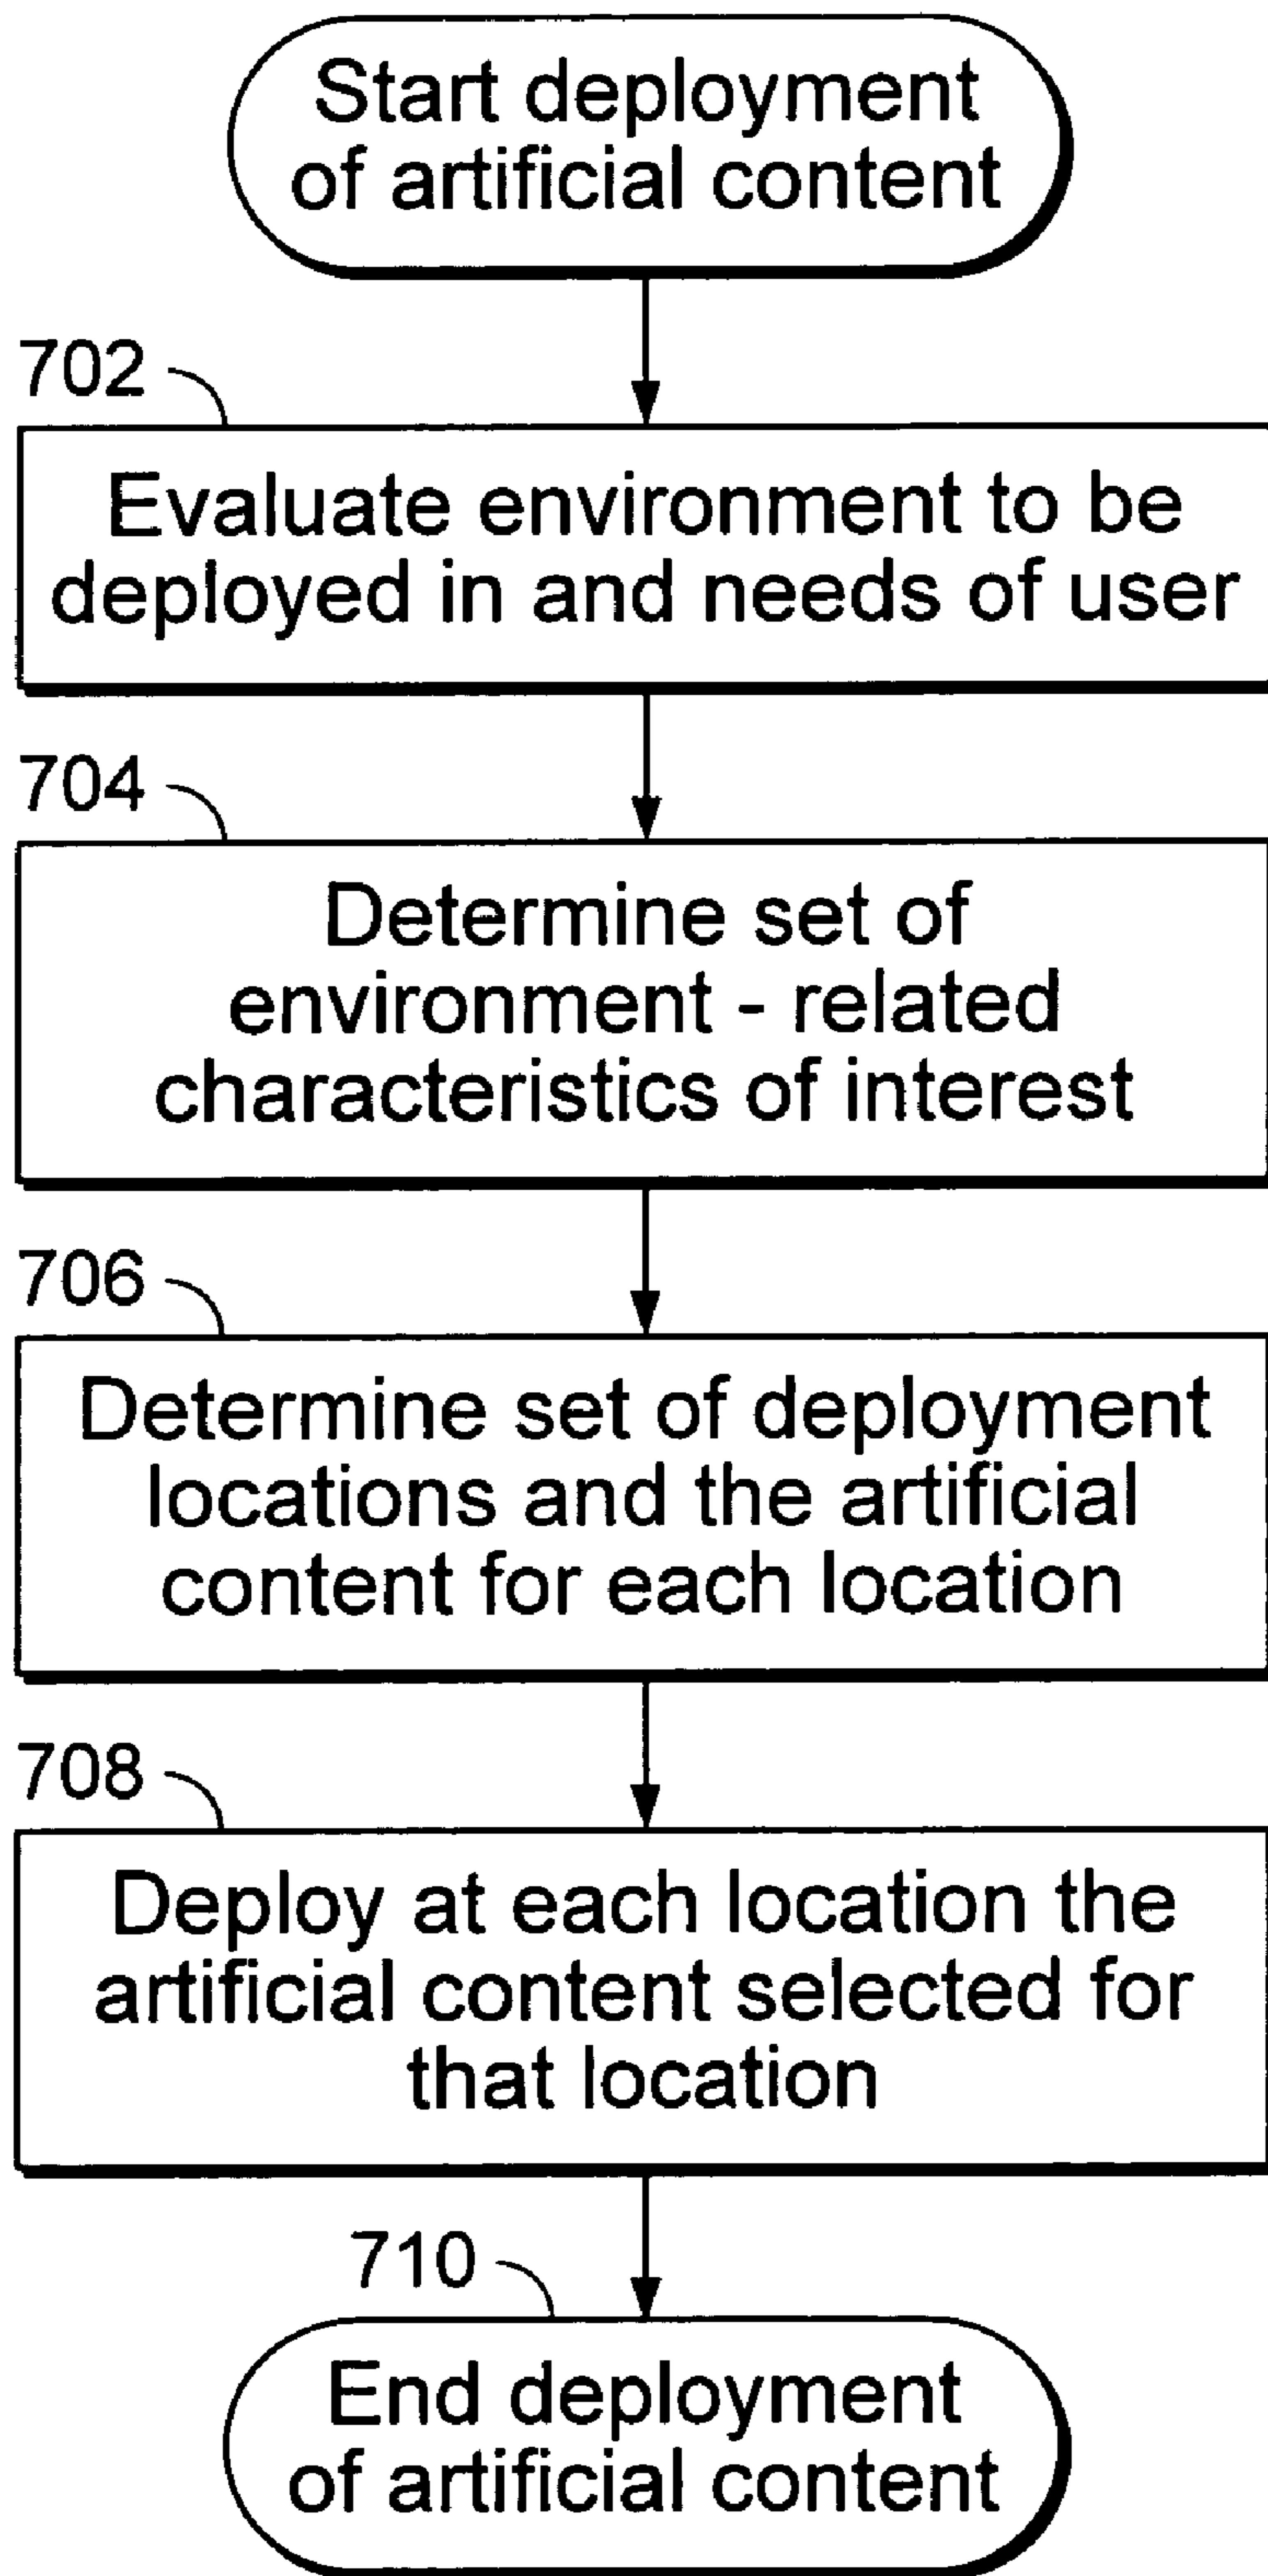 Start deployment
of artificial content
702
Evaluate environment to be
deployed in and needs of user
704
Determine set of
environment - related
characteristics of interest
706
Determine set of deployment
locations and the artificial
content for each location
708
Deploy at each location the
artificial content selected for
that location
710
End deployment
of artificial content